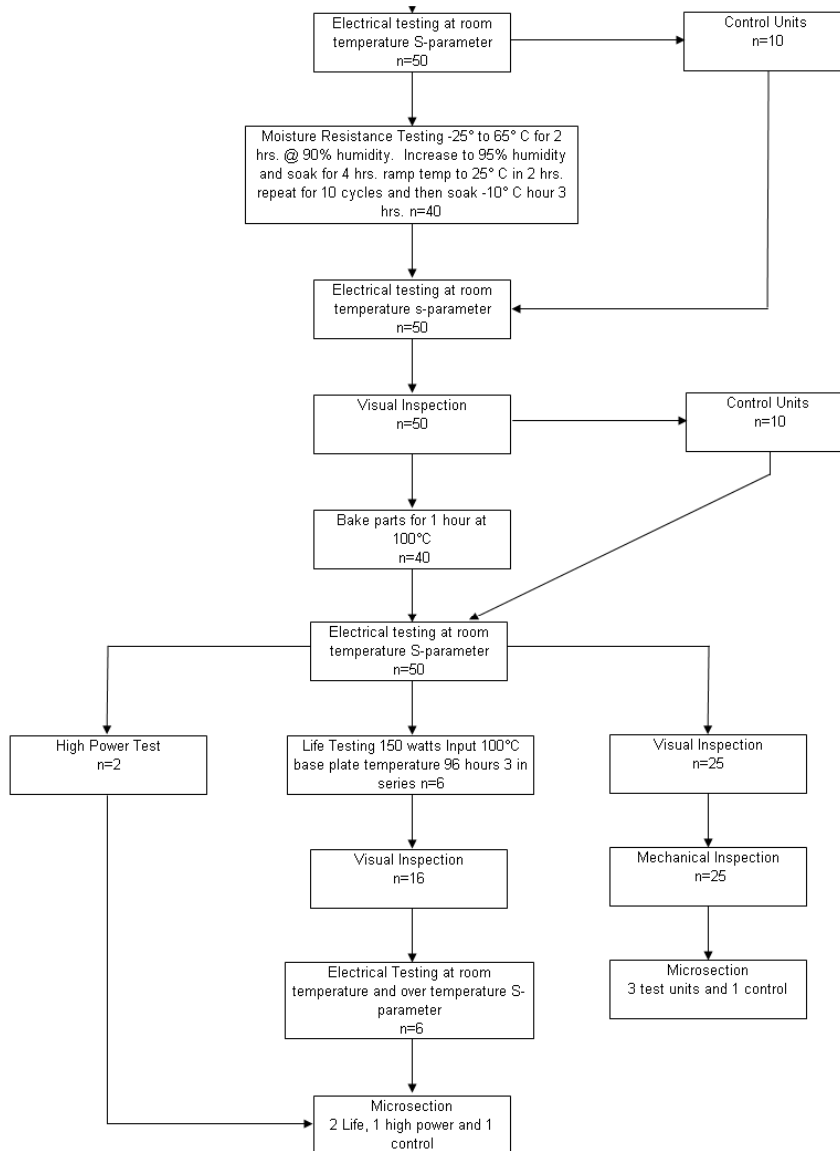 Electrical testing at room
temperature S-parameter
n=50
Control Units
n=10
Moisture Resistance Testing -25° to 65° C for 2
hrs. @ 90% humidity. Increase to 95% humidity
and soak for 4 hrs. ramp temp to 25° C in 2 hrs.
repeat for 10 cycles and then soak -10° C hour 3
hrs. n=40
Electrical testing at room
temperature s-parameter
n=50
Visual Inspection
n=50
Control Units
n=10
Bake parts for 1 hour at
100°C
n=40
Electrical testing at room
temperature S-parameter
n=50
High Power Test
n=2
Life Testing 150 watts Input 100°C
base plate temperature 96 hours 3 in
series n=6
Visual Inspection
n=25
Visual Inspection
n=16
Mechanical Inspection
n=25
Electrical Testing at room
temperature and over temperature S-
parameter
n=6
Microsection
3 test units and 1 control
Microsection
2 Life, 1 high power and 1
control